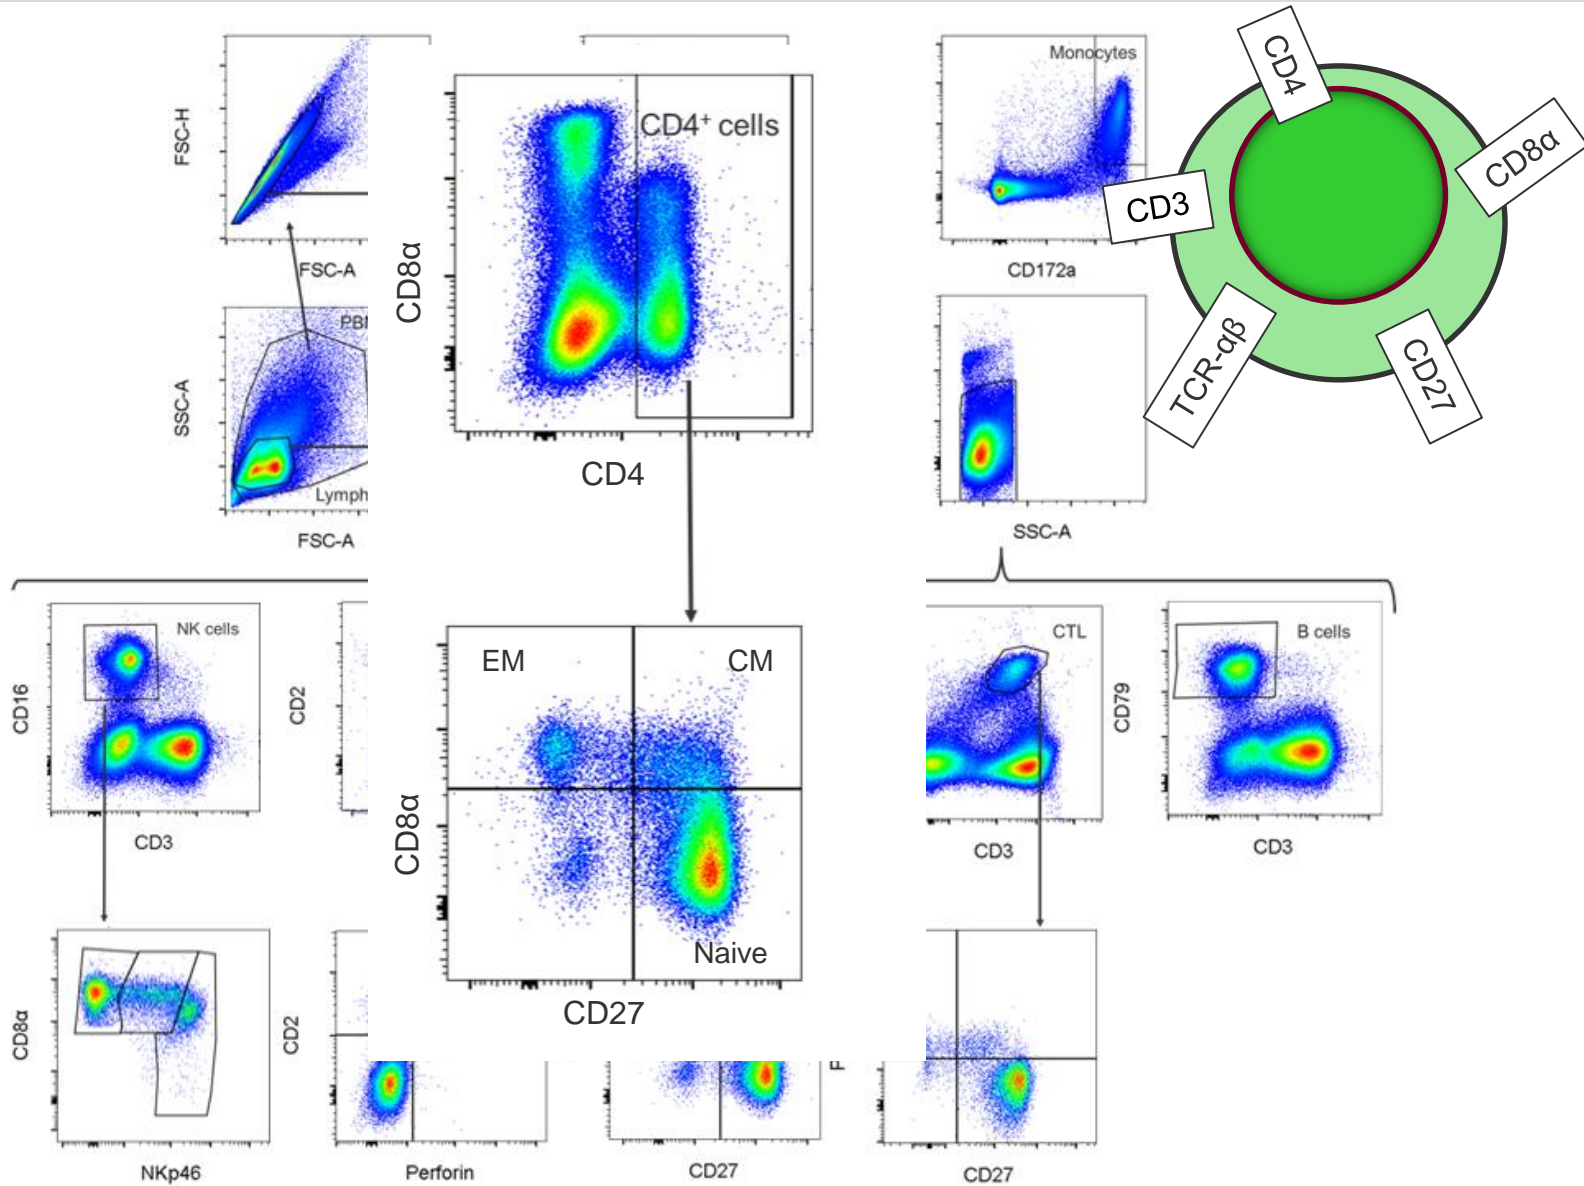 FSC-H
FSC-A
CD8α
CD4⁺ cells
CD4
Monocytes
CD172a
CD4
CD8α
CD3
TCR-αβ
CD27
SSC-A
FSC-A
SSC-A
CD16
NK cells
CD3
CD2
EM
CM
CD8α
Naive
CD27
CTL
CD3
CD79
B cells
CD3
CD8α
NKp46
CD2
Perforin
CD27
CD27